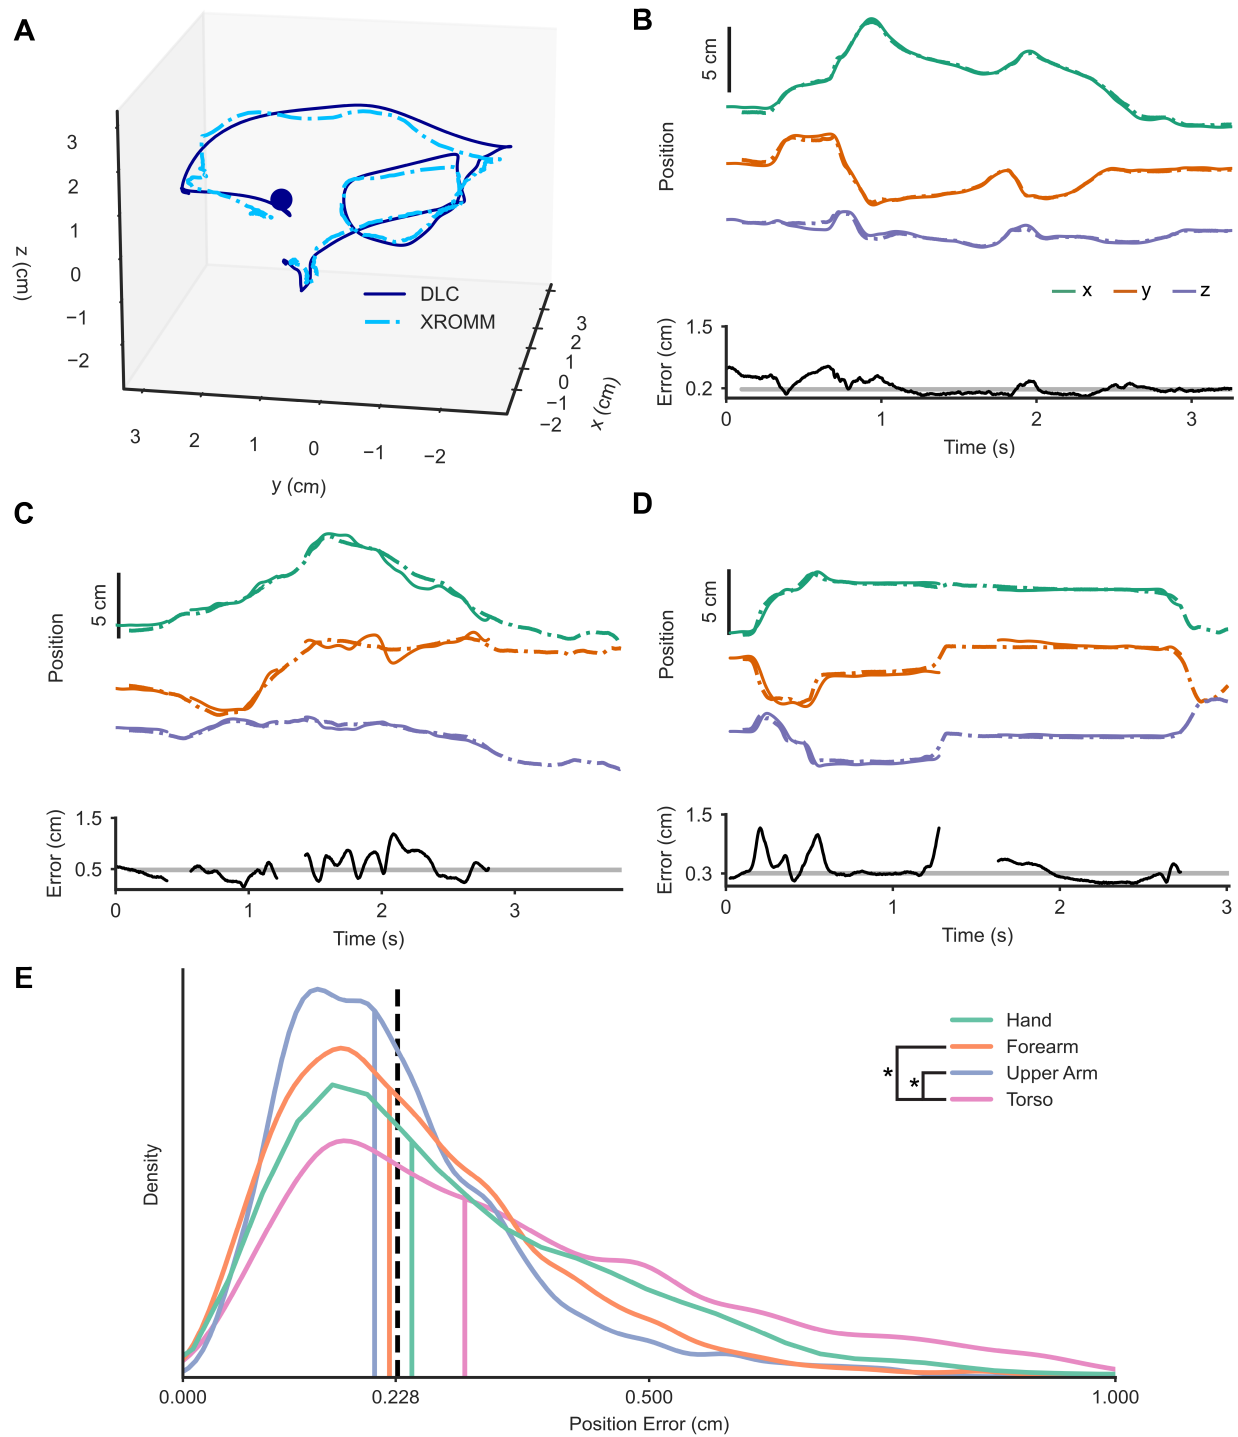 A
3
2
1
0
−1
−2
z (cm)
3
2
1
0
−1
−2
y (cm)
3
2
1
0
−1
−2
x (cm)
DLC
XROMM
B
5 cm
Position
x
y
z
1.5
0.2
Error (cm)
0
1
2
3
Time (s)
C
5 cm
Position
1.5
0.5
Error (cm)
0
1
2
3
Time (s)
D
5 cm
Position
1.5
0.3
Error (cm)
0
1
2
3
Time (s)
E
Density
Hand
Forearm
Upper Arm
Torso
*
*
0.000
0.228
0.500
1.000
Position Error (cm)